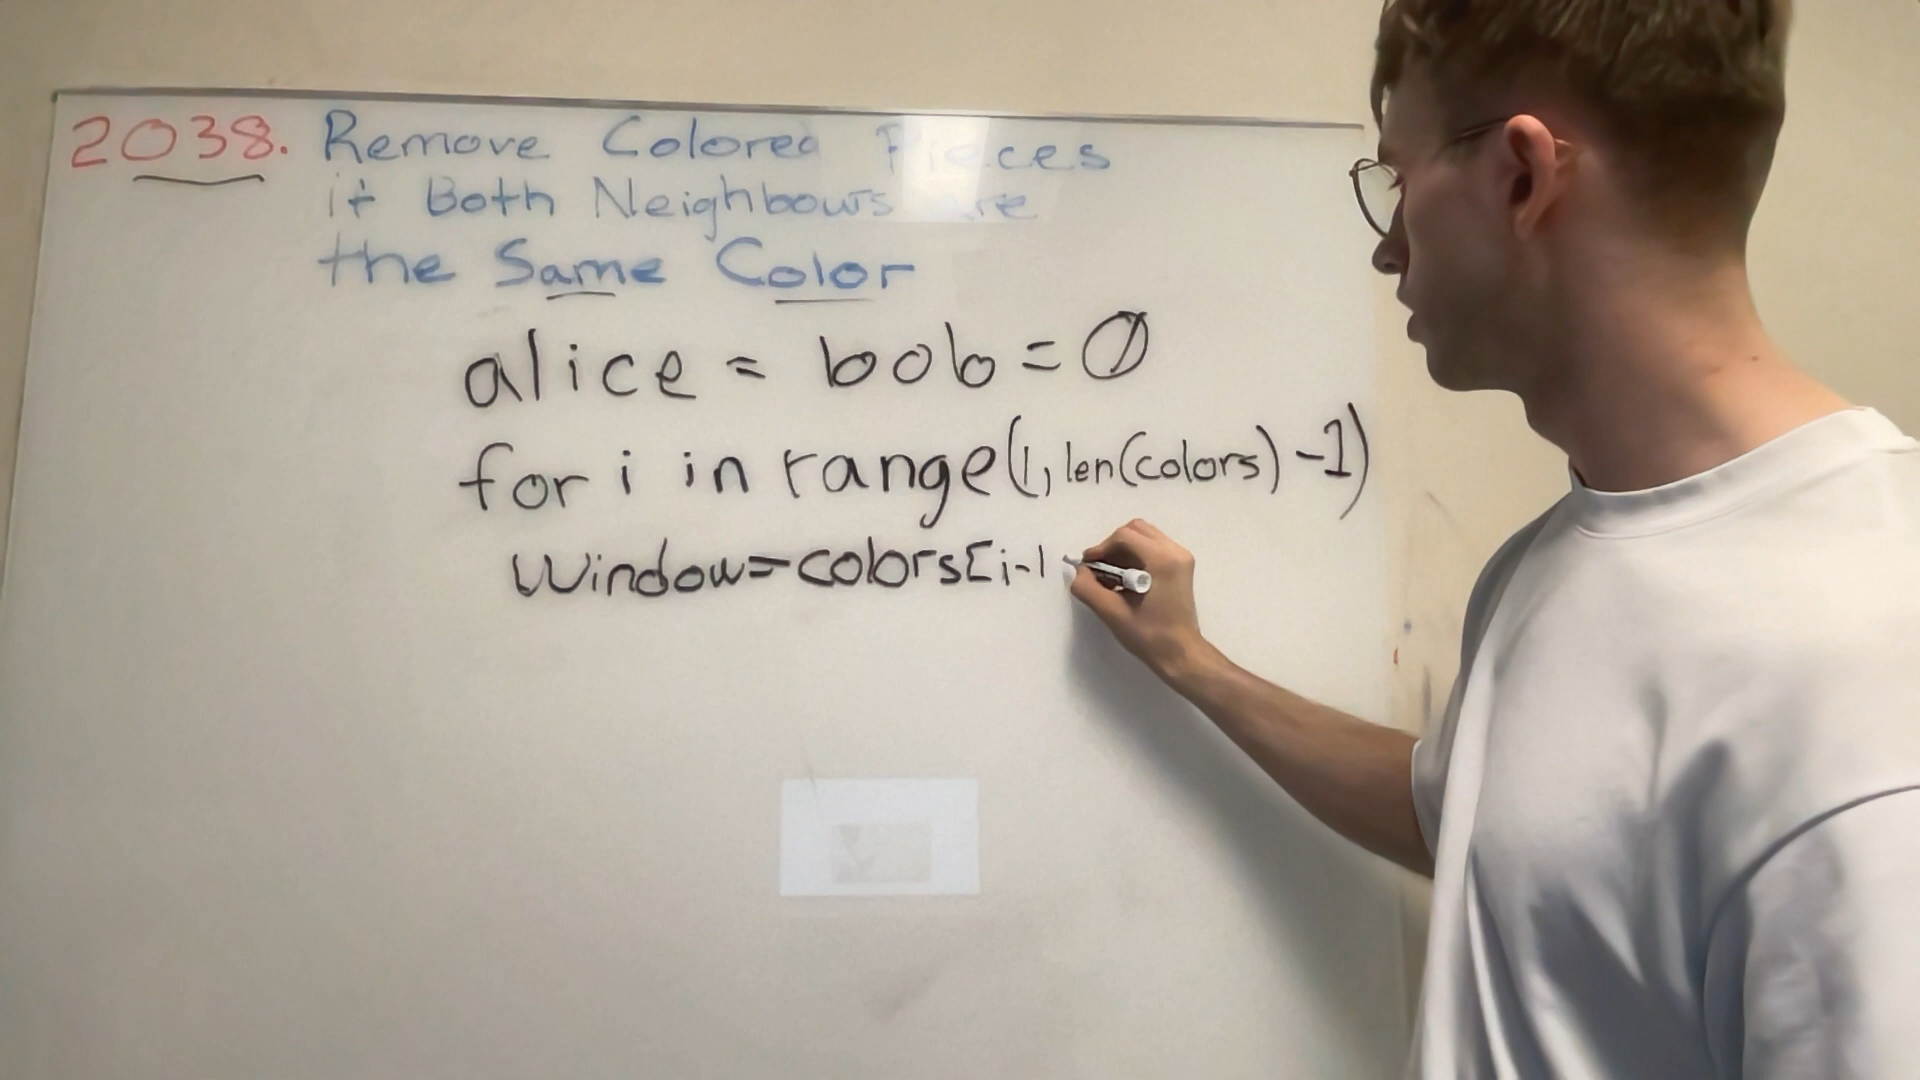 2038. Remove Colored Pieces
if Both Neighbours are
the Same Color
alice = bob = 0
for i in range(1, len(colors) -1)
window=colors[i-1